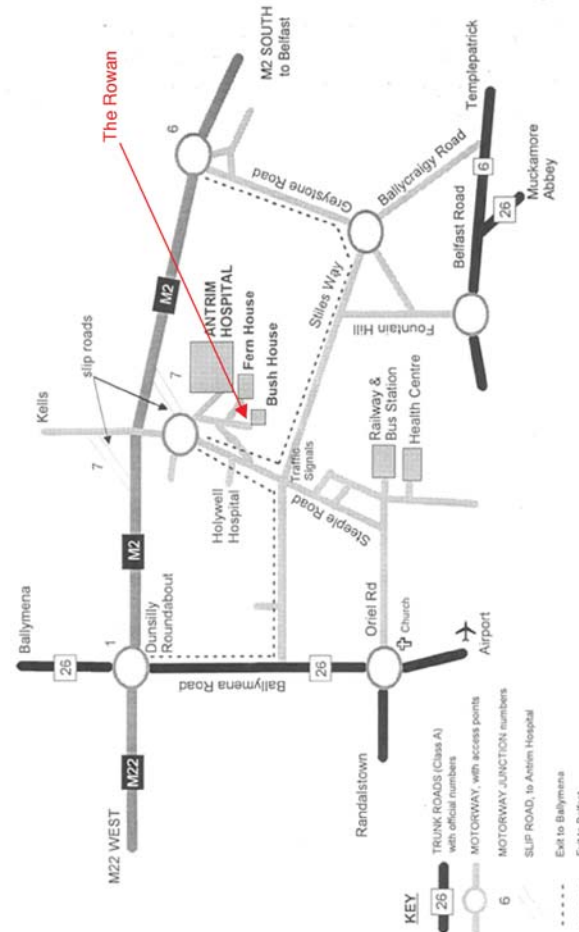 The Rowan
M2 SOUTH
to Belfast
6
M2
Greystone Road
Ballycraigy Road
Templepatrick
6
26
Muckamore
Abbey
Belfast Road
Fountain Hill
Stiles Way
ANTRIM
HOSPITAL
Fern House
Bush House
slip roads
7
Kells
7
Holywell
Hospital
Traffic
Signals
Railway &
Bus Station
Health Centre
Steeple Road
M2
Ballymena
26
1
Dunsilly
Roundabout
Ballymena Road
26
Oriel Rd
Church
Airport
M22
M22 WEST
Randalstown
KEY
26
TRUNK ROADS (Class A)
with official numbers
MOTORWAY, with access points
6
MOTORWAY JUNCTION numbers
SLIP ROAD, to Antrim Hospital
Exit to Ballymena